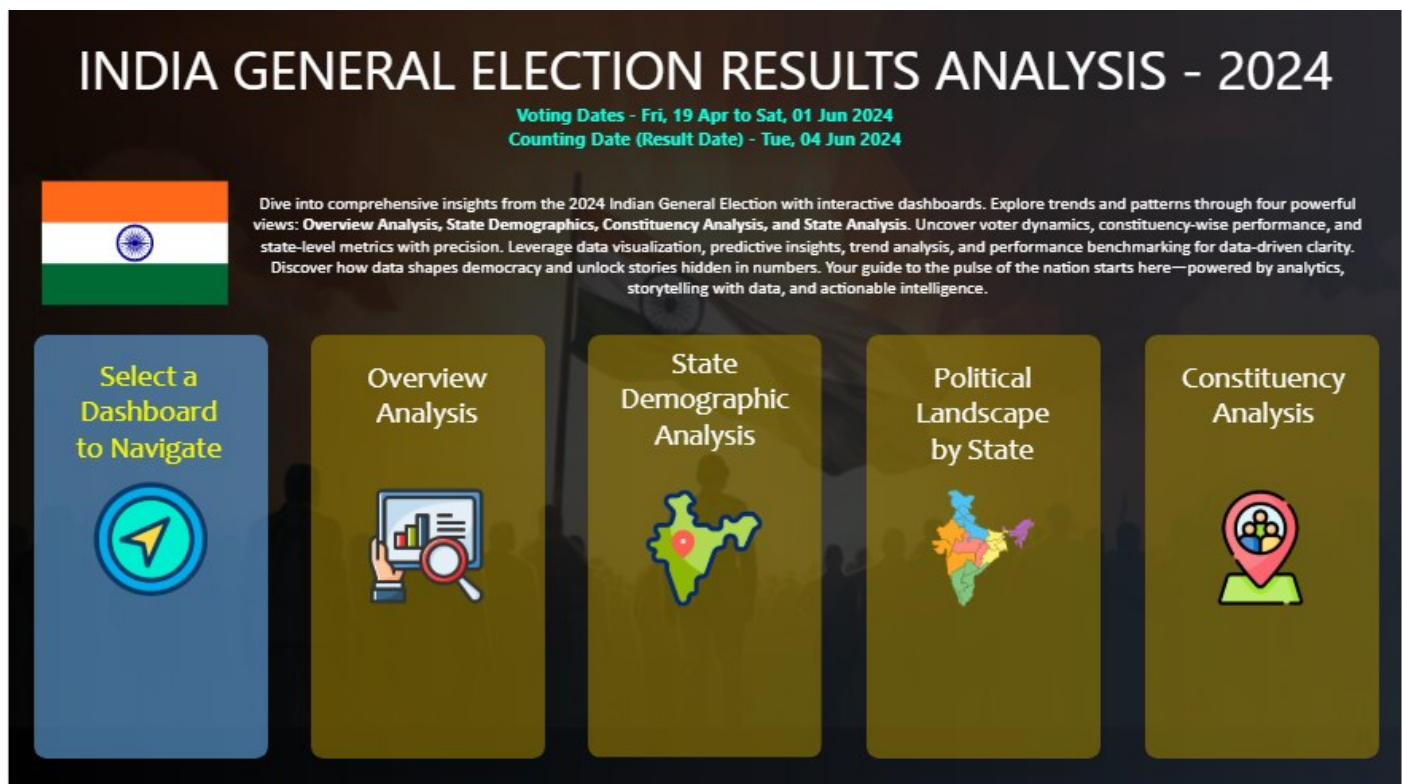 INDIA GENERAL ELECTION RESULTS ANALYSIS - 2024
Voting Dates - Fri, 19 Apr to Sat, 01 Jun 2024
Counting Date (Result Date) - Tue, 04 Jun 2024
Dive into comprehensive insights from the 2024 Indian General Election with interactive dashboards. Explore trends and patterns through four powerful
views: Overview Analysis, State Demographics, Constituency Analysis, and State Analysis. Uncover voter dynamics, constituency-wise performance, and
state-level metrics with precision. Leverage data visualization, predictive insights, trend analysis, and performance benchmarking for data-driven clarity.
Discover how data shapes democracy and unlock stories hidden in numbers. Your guide to the pulse of the nation starts here—powered by analytics,
storytelling with data, and actionable intelligence.
Select a
Dashboard
to Navigate
Overview
Analysis
State
Demographic
Analysis
Political
Landscape
by State
Constituency
Analysis